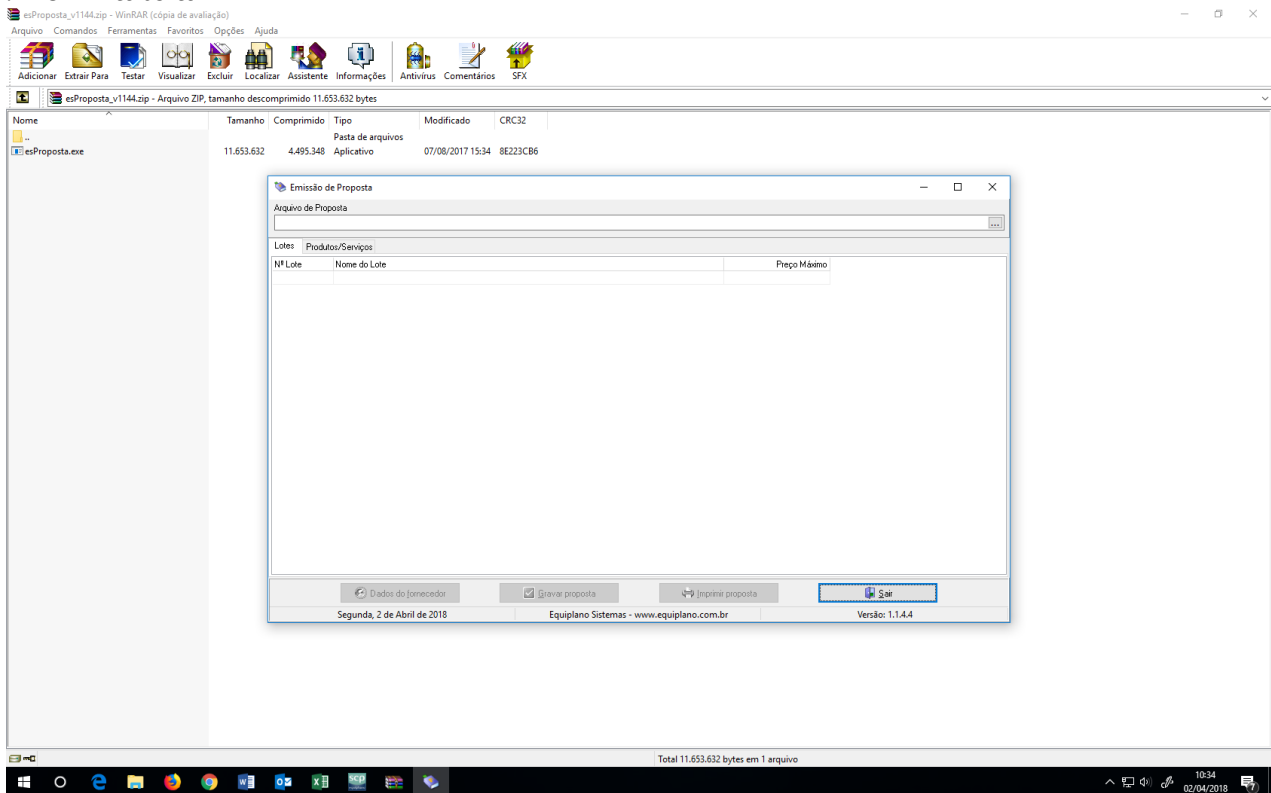 esProposta_v1144.zip - WinRAR (cópia de avaliação)
Arquivo Comandos Ferramentas Favoritos Opções Ajuda
Adicionar Extrair Para Testar Visualizar Excluir Localizar Assistente Informações Antivírus Comentários SFX
esProposta_v1144.zip - Arquivo ZIP, tamanho descomprimido 11.653.632 bytes
Nome Tamanho Comprimido Tipo Modificado CRC32
.. Pasta de arquivos
esProposta.exe 11.653.632 4.495.348 Aplicativo 07/08/2017 15:34 8E223CB6
Emissão de Proposta
Arquivo de Proposta
...
Lotes Produtos/Serviços
Nº Lote Nome do Lote Preço Máximo
Dados do fornecedor Gravar proposta Imprimir proposta Sair
Segunda, 2 de Abril de 2018 Equiplano Sistemas - www.equiplano.com.br Versão: 1.1.4.4
Total 11.653.632 bytes em 1 arquivo
10:34
02/04/2018